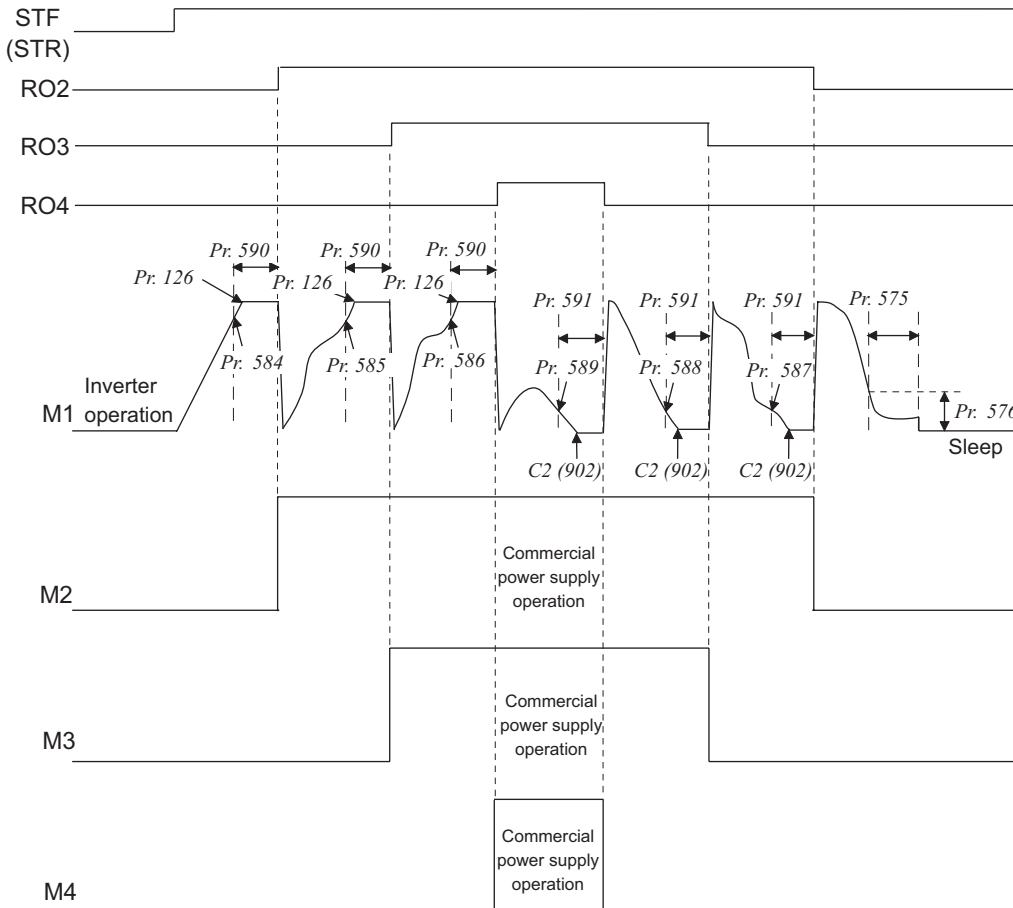 STF
(STR)
RO2
RO3
RO4
Pr. 590
Pr. 590
Pr. 590
Pr. 126
Pr. 126
Pr. 126
Pr. 591
Pr. 591
Pr. 591
Pr. 575
Pr. 584
Pr. 585
Pr. 586
Pr. 589
Pr. 588
Pr. 587
Pr. 576
Inverter
operation
M1
Sleep
C2 (902)
C2 (902)
C2 (902)
Commercial
power supply
operation
M2
Commercial
power supply
operation
M3
Commercial
power supply
operation
M4